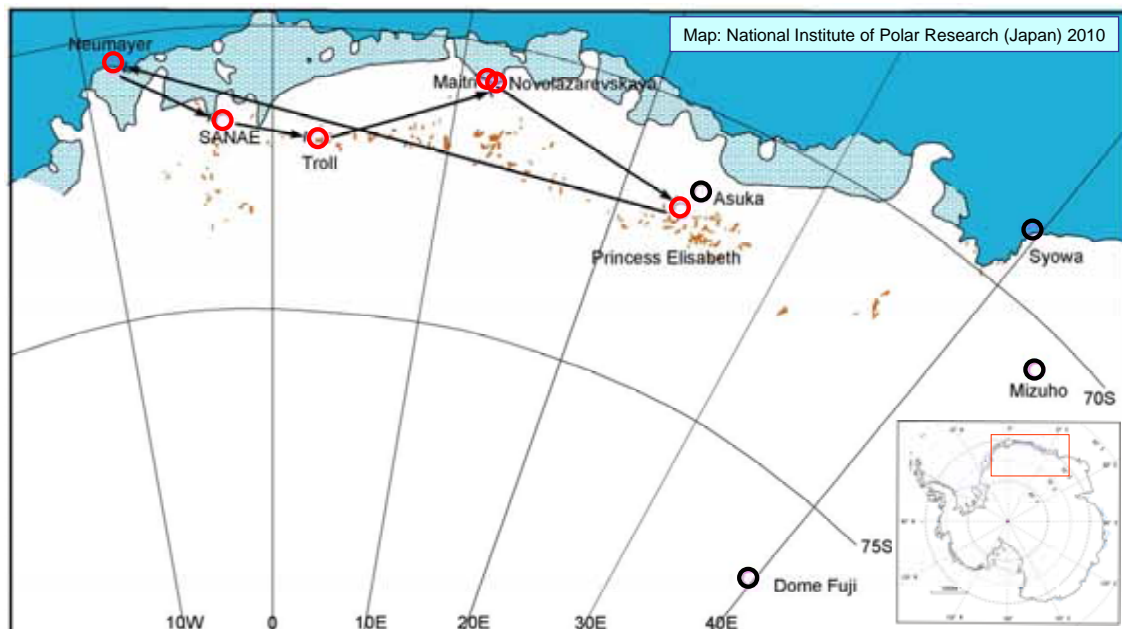 Map: National Institute of Polar Research (Japan) 2010
Neumayer
Maitri Novolazarevskaya
SANAE
Troll
Asuka
Princess Elisabeth
Syowa
Mizuho
70S
75S
Dome Fuji
10W 0 10E 20E 30E 40E